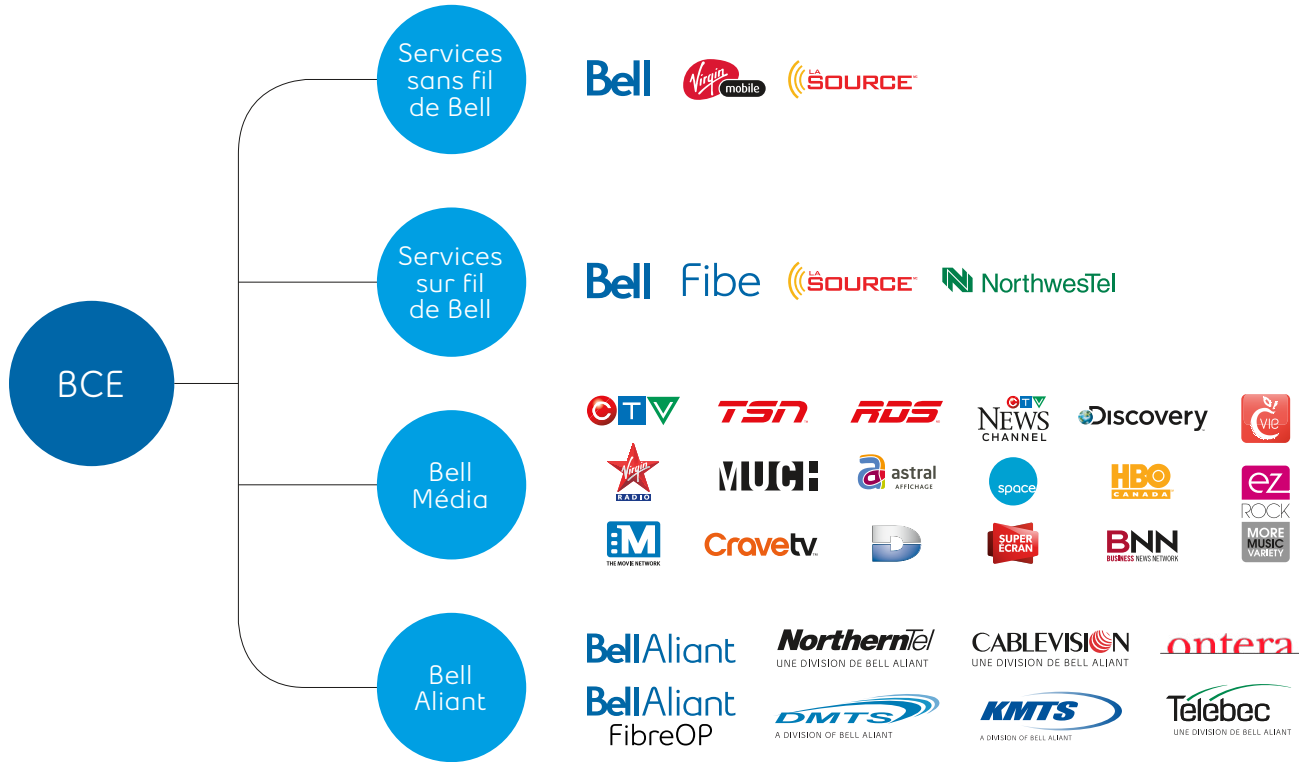 BCE
Services
sans fil
de Bell
Bell
Virgin
mobile
LA
SOURCE
Services
sur fil
de Bell
Bell
Fibe
LA
SOURCE
NorthwesTel
Bell
Média
CTV
TSN
RDS
CTV
NEWS
CHANNEL
Discovery
C
vie
Virgin
RADIO
MUCH
a astral
AFFICHAGE
space
HBO
CANADA
ez
ROCK
MORE
MUSIC
VARIETY
M
THE MOVIE NETWORK
Cravetv
D
SUPER
ÉCRAN
BNN
BUSINESS NEWS NETWORK
Bell
Aliant
BellAliant
NorthernTel
UNE DIVISION DE BELL ALIANT
CABLEVISION
UNE DIVISION DE BELL ALIANT
ontera
BellAliant
FibreOP
DMTS
A DIVISION OF BELL ALIANT
KMTS
A DIVISION OF BELL ALIANT
Télébec
UNE DIVISION DE BELL ALIANT